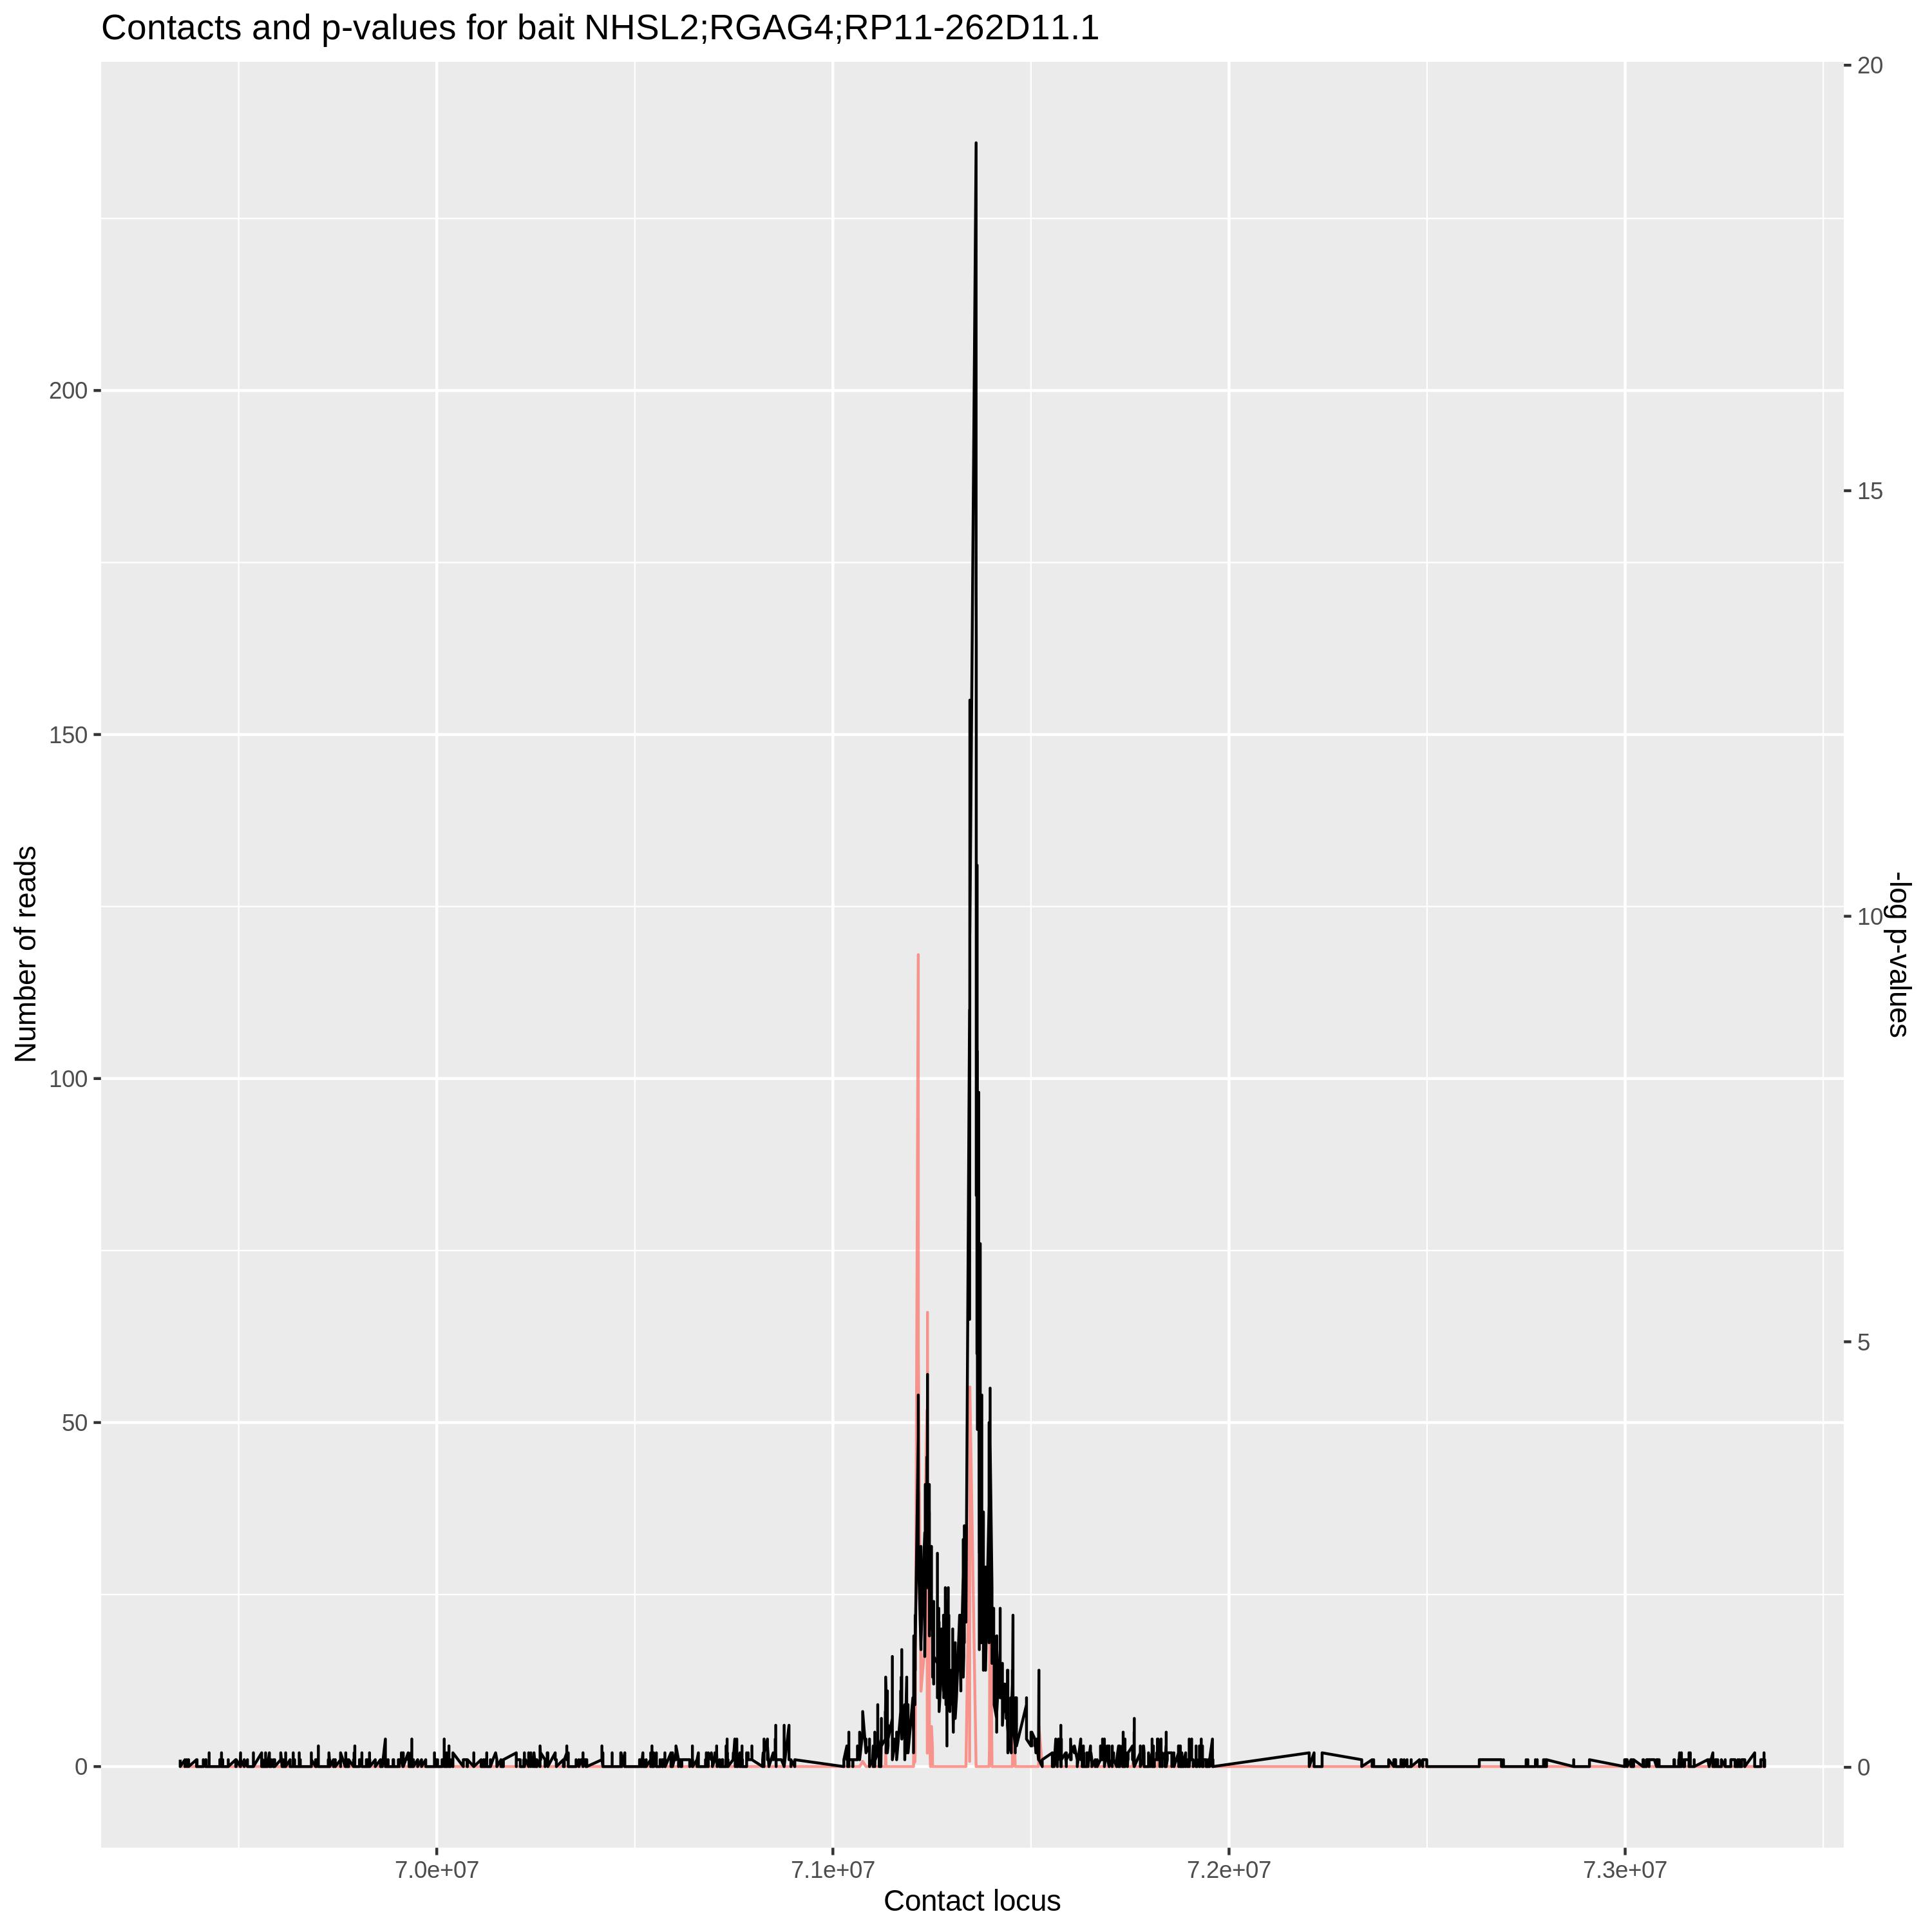 Contacts and p-values for bait NHSL2;RGAG4;RP11-262D11.1
20
200
15
150
Number of reads
-log p-values
10
100
5
50
0
0
7.0e+07
7.1e+07
7.2e+07
7.3e+07
Contact locus